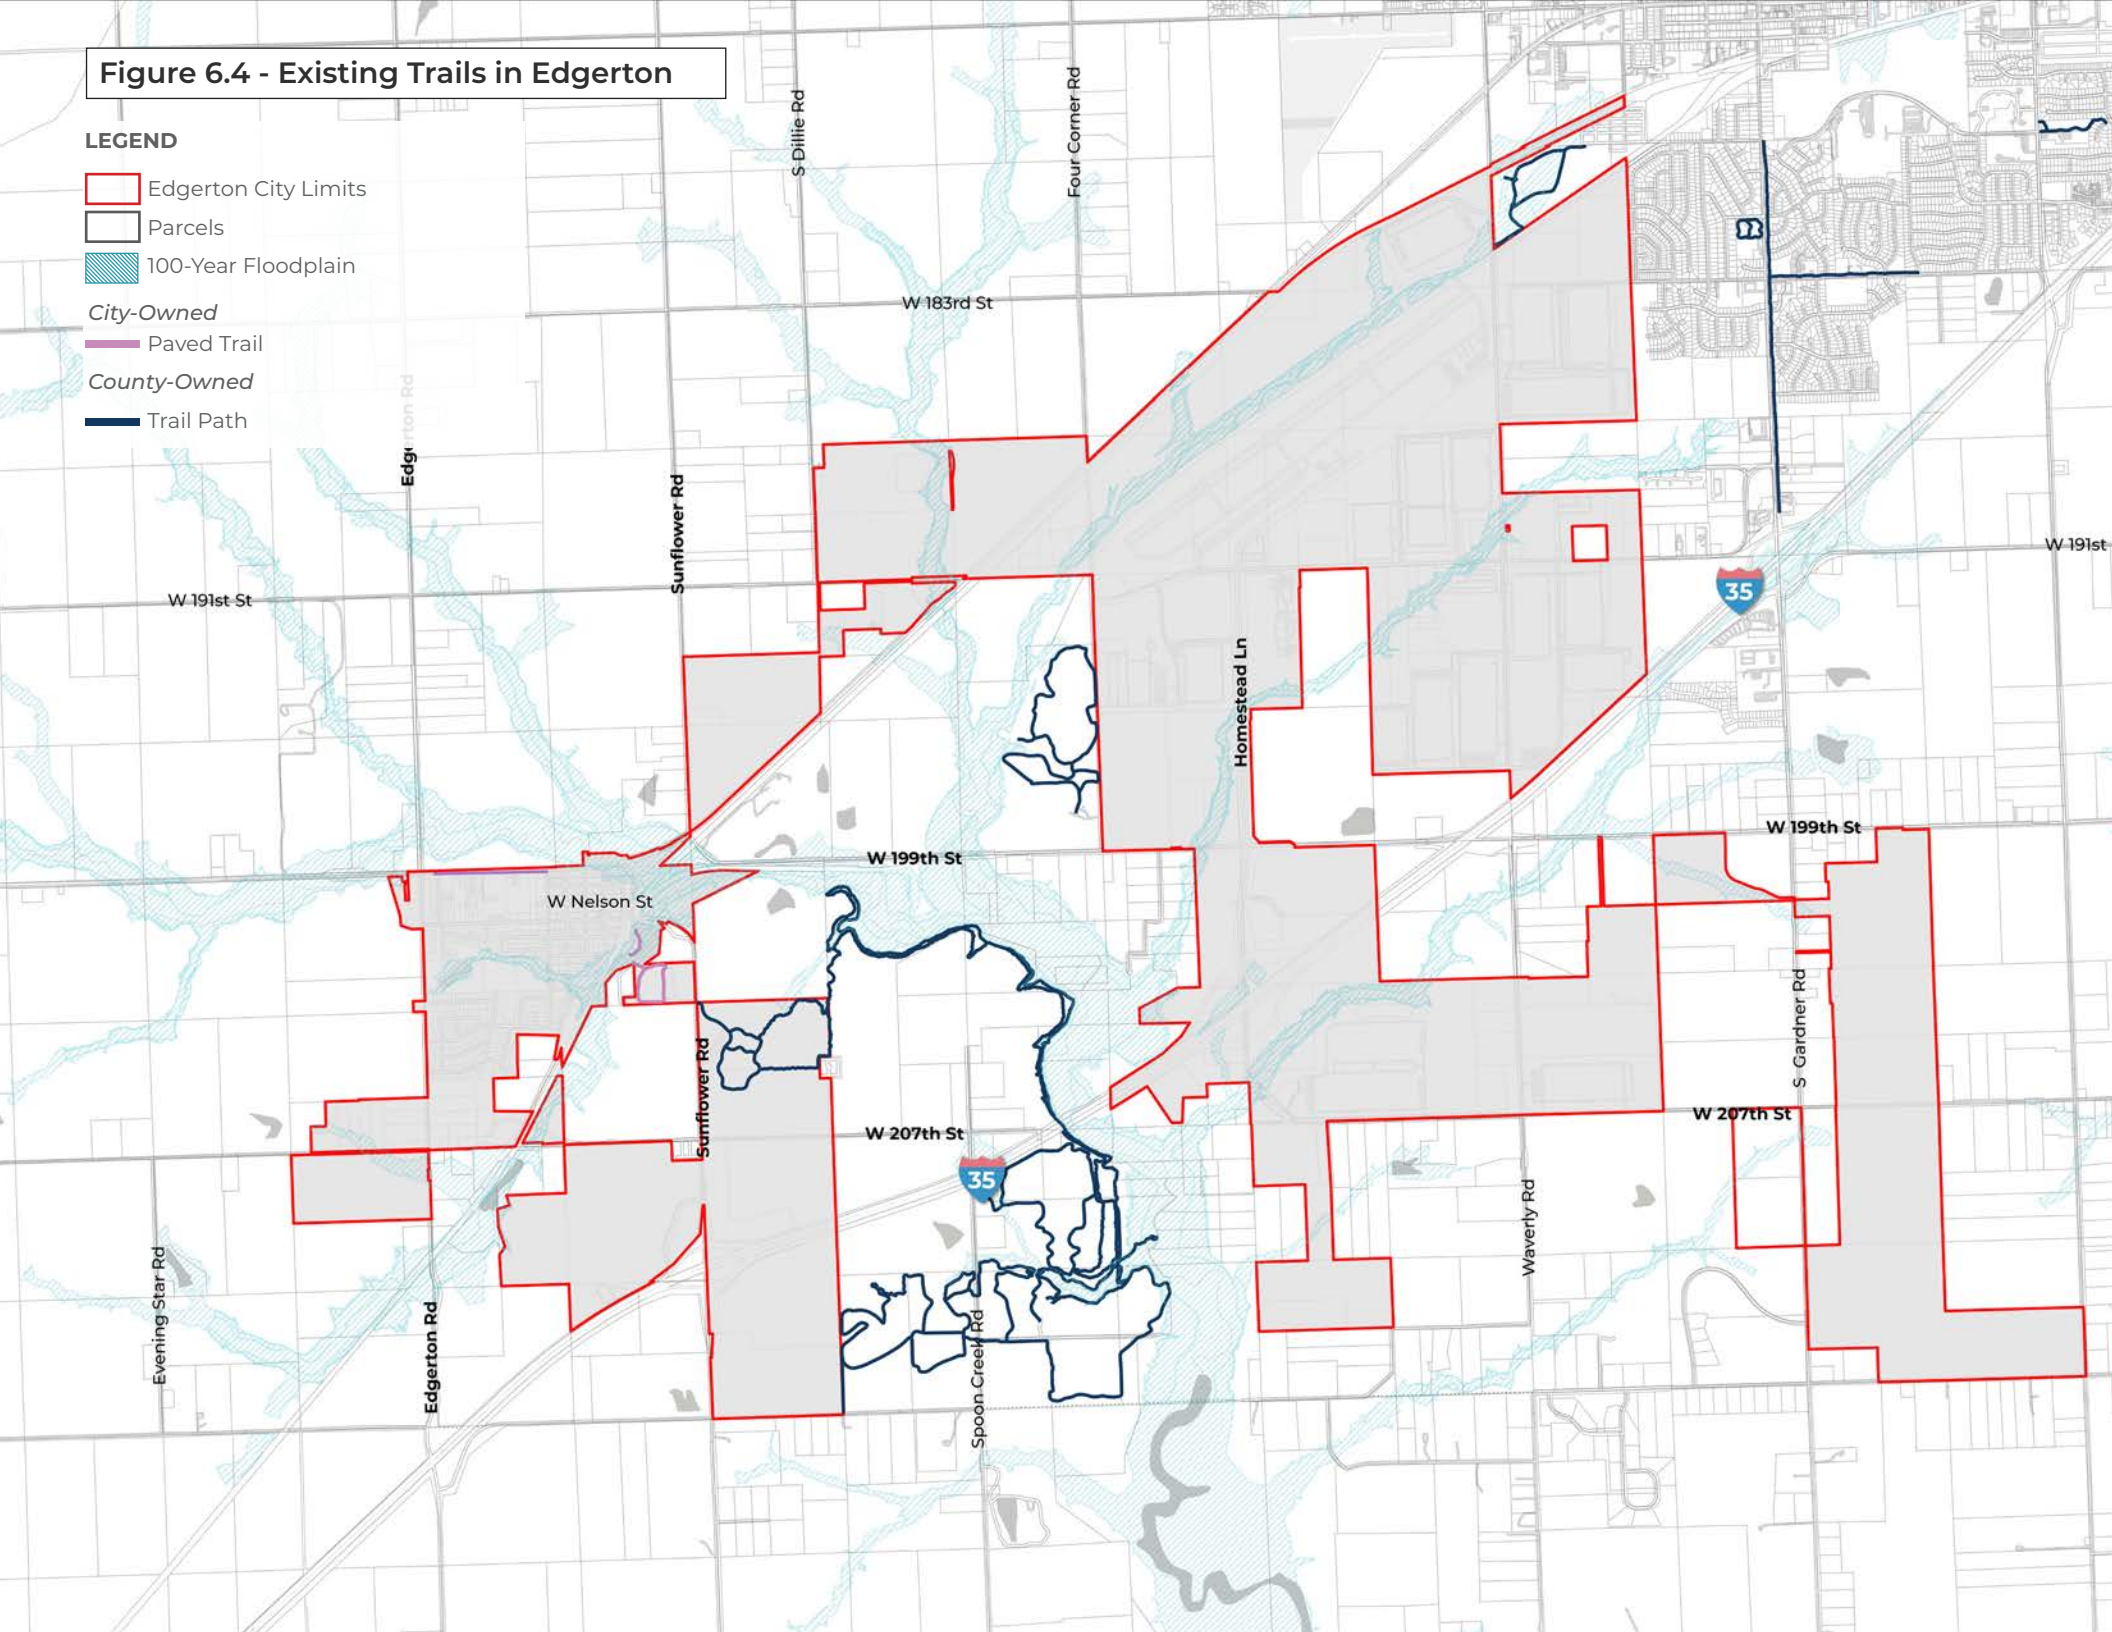 Figure 6.4 - Existing Trails in Edgerton
LEGEND
Edgerton City Limits
Parcels
100-Year Floodplain
City-Owned
Paved Trail
County-Owned
Trail Path
S Dillie Rd
Four Corner Rd
W 183rd St
Edgerton Rd
Sunflower Rd
W 191st St
W 191st
35
Homestead Ln
W 199th St
W 199th St
W Nelson St
S Gardner Rd
Sunflower Rd
W 207th St
W 207th St
35
Waverly Rd
Evening Star Rd
Edgerton Rd
Spoon Creek Rd